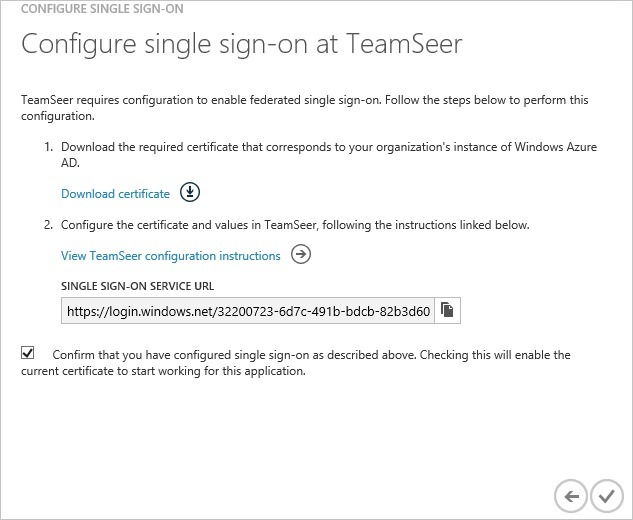 CONFIGURE SINGLE SIGN-ON
Configure single sign-on at TeamSeer
TeamSeer requires configuration to enable federated single sign-on. Follow the steps below to perform this
configuration.
1. Download the required certificate that corresponds to your organization's instance of Windows Azure
AD.
Download certificate
2. Configure the certificate and values in TeamSeer, following the instructions linked below.
View TeamSeer configuration instructions
SINGLE SIGN-ON SERVICE URL
https://login.windows.net/32200723-6d7c-491b-bdcb-82b3d60
Confirm that you have configured single sign-on as described above. Checking this will enable the
current certificate to start working for this application.